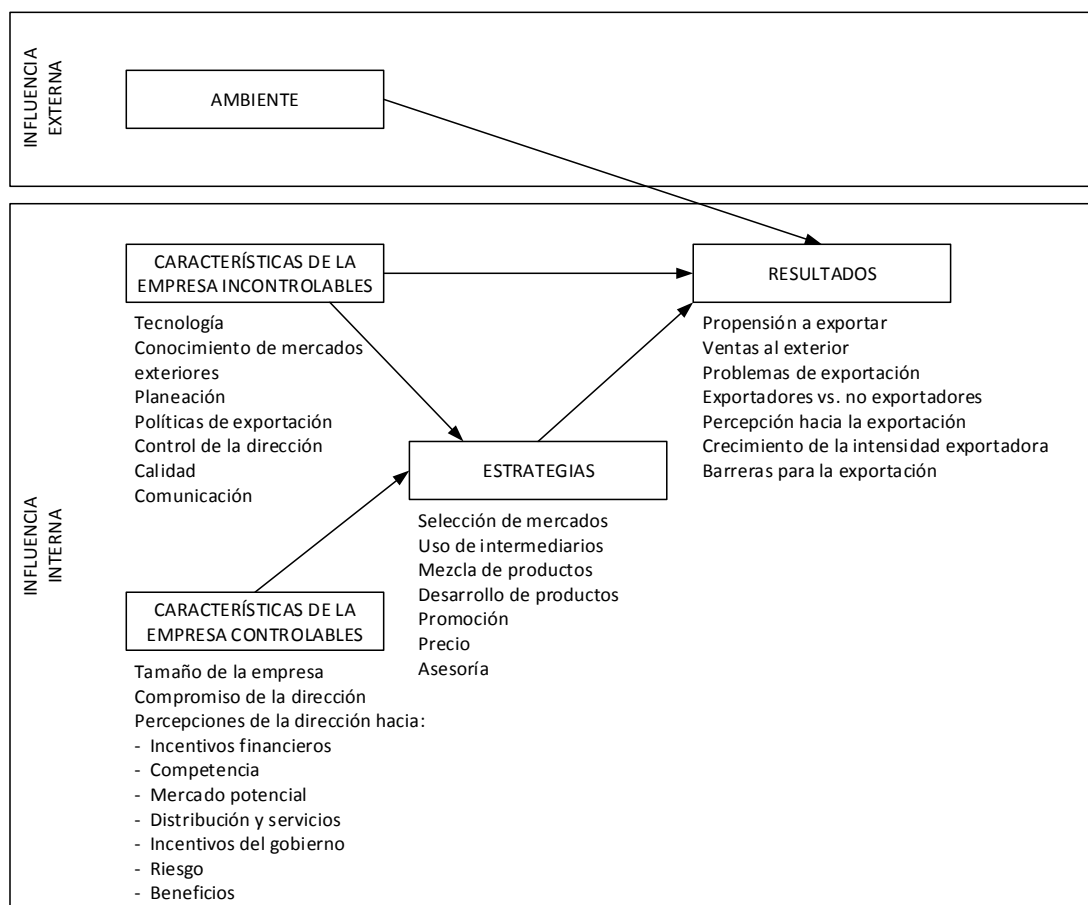 INFLUENCIA
EXTERNA
AMBIENTE
INFLUENCIA
INTERNA
CARACTERÍSTICAS DE LA
EMPRESA INCONTROLABLES
Tecnología
Conocimiento de mercados
exteriores
Planeación
Políticas de exportación
Control de la dirección
Calidad
Comunicación
RESULTADOS
Propensión a exportar
Ventas al exterior
Problemas de exportación
Exportadores vs. no exportadores
Percepción hacia la exportación
Crecimiento de la intensidad exportadora
Barreras para la exportación
ESTRATEGIAS
Selección de mercados
Uso de intermediarios
Mezcla de productos
Desarrollo de productos
Promoción
Precio
Asesoría
CARACTERÍSTICAS DE LA
EMPRESA CONTROLABLES
Tamaño de la empresa
Compromiso de la dirección
Percepciones de la dirección hacia:
- Incentivos financieros
- Competencia
- Mercado potencial
- Distribución y servicios
- Incentivos del gobierno
- Riesgo
- Beneficios